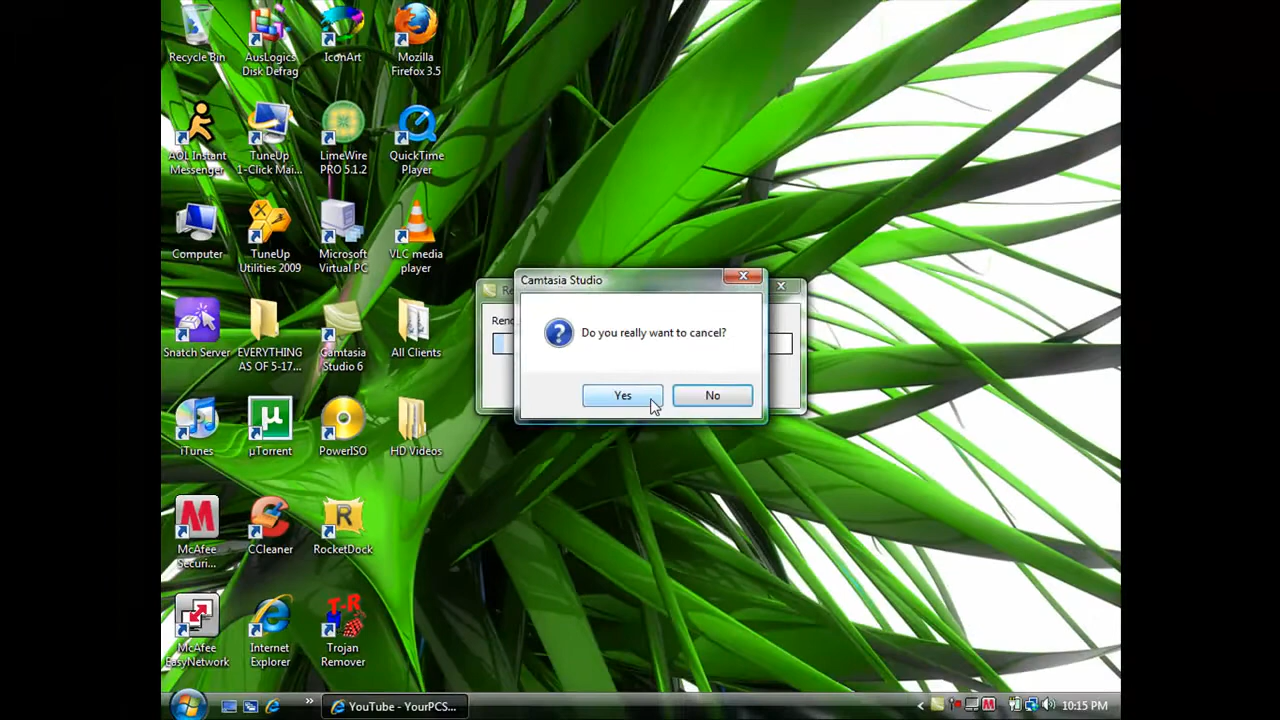 Recycle Bin
AusLogics
Disk Defrag
IconArt
Mozilla
Firefox 3.5
AOL Instant
Messenger
TuneUp
1-Click Mai...
LimeWire
PRO 5.1.2
QuickTime
Player
Computer
TuneUp
Utilities 2009
Microsoft
Virtual PC
VLC media
player
Camtasia Studio
Do you really want to cancel?
Yes
No
Snatch Server
EVERYTHING
AS OF 5-17...
Camtasia
Studio 6
All Clients
iTunes
µTorrent
PowerISO
HD Videos
McAfee
Securi...
CCleaner
RocketDock
McAfee
EasyNetwork
Internet
Explorer
T-R
Trojan
Remover
YouTube - YourPCS...
10:15 PM